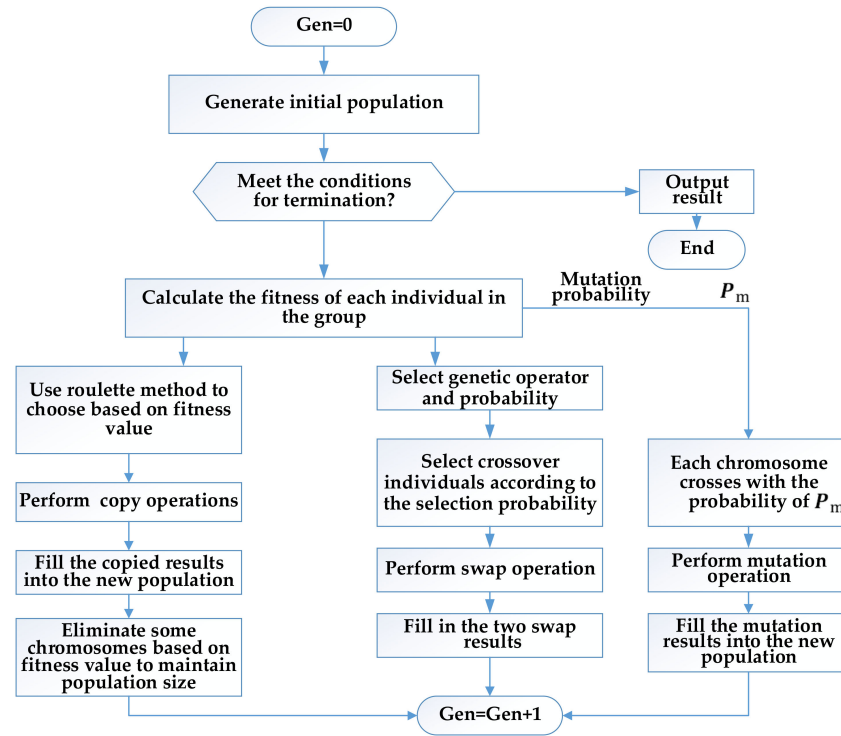 Gen=0
Generate initial population
Meet the conditions
for termination?
Output
result
End
Calculate the fitness of each individual in
the group
Mutation
probability
Pm
Use roulette method to
choose based on fitness
value
Perform copy operations
Fill the copied results
into the new population
Eliminate some
chromosomes based on
fitness value to maintain
population size
Select genetic operator
and probability
Select crossover
individuals according to
the selection probability
Perform swap operation
Fill in the two swap
results
Each chromosome
crosses with the
probability of Pm
Perform mutation
operation
Fill the mutation
results into the new
population
Gen=Gen+1